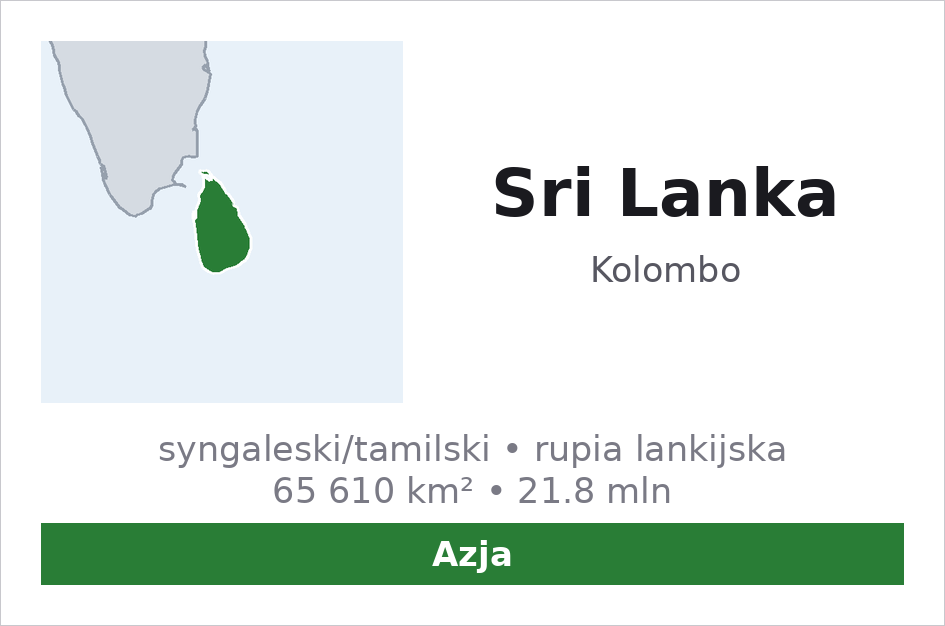 Sri Lanka
Kolombo
syngaleski/tamilski • rupia lankijska
65 610 km² • 21.8 mln
Azja